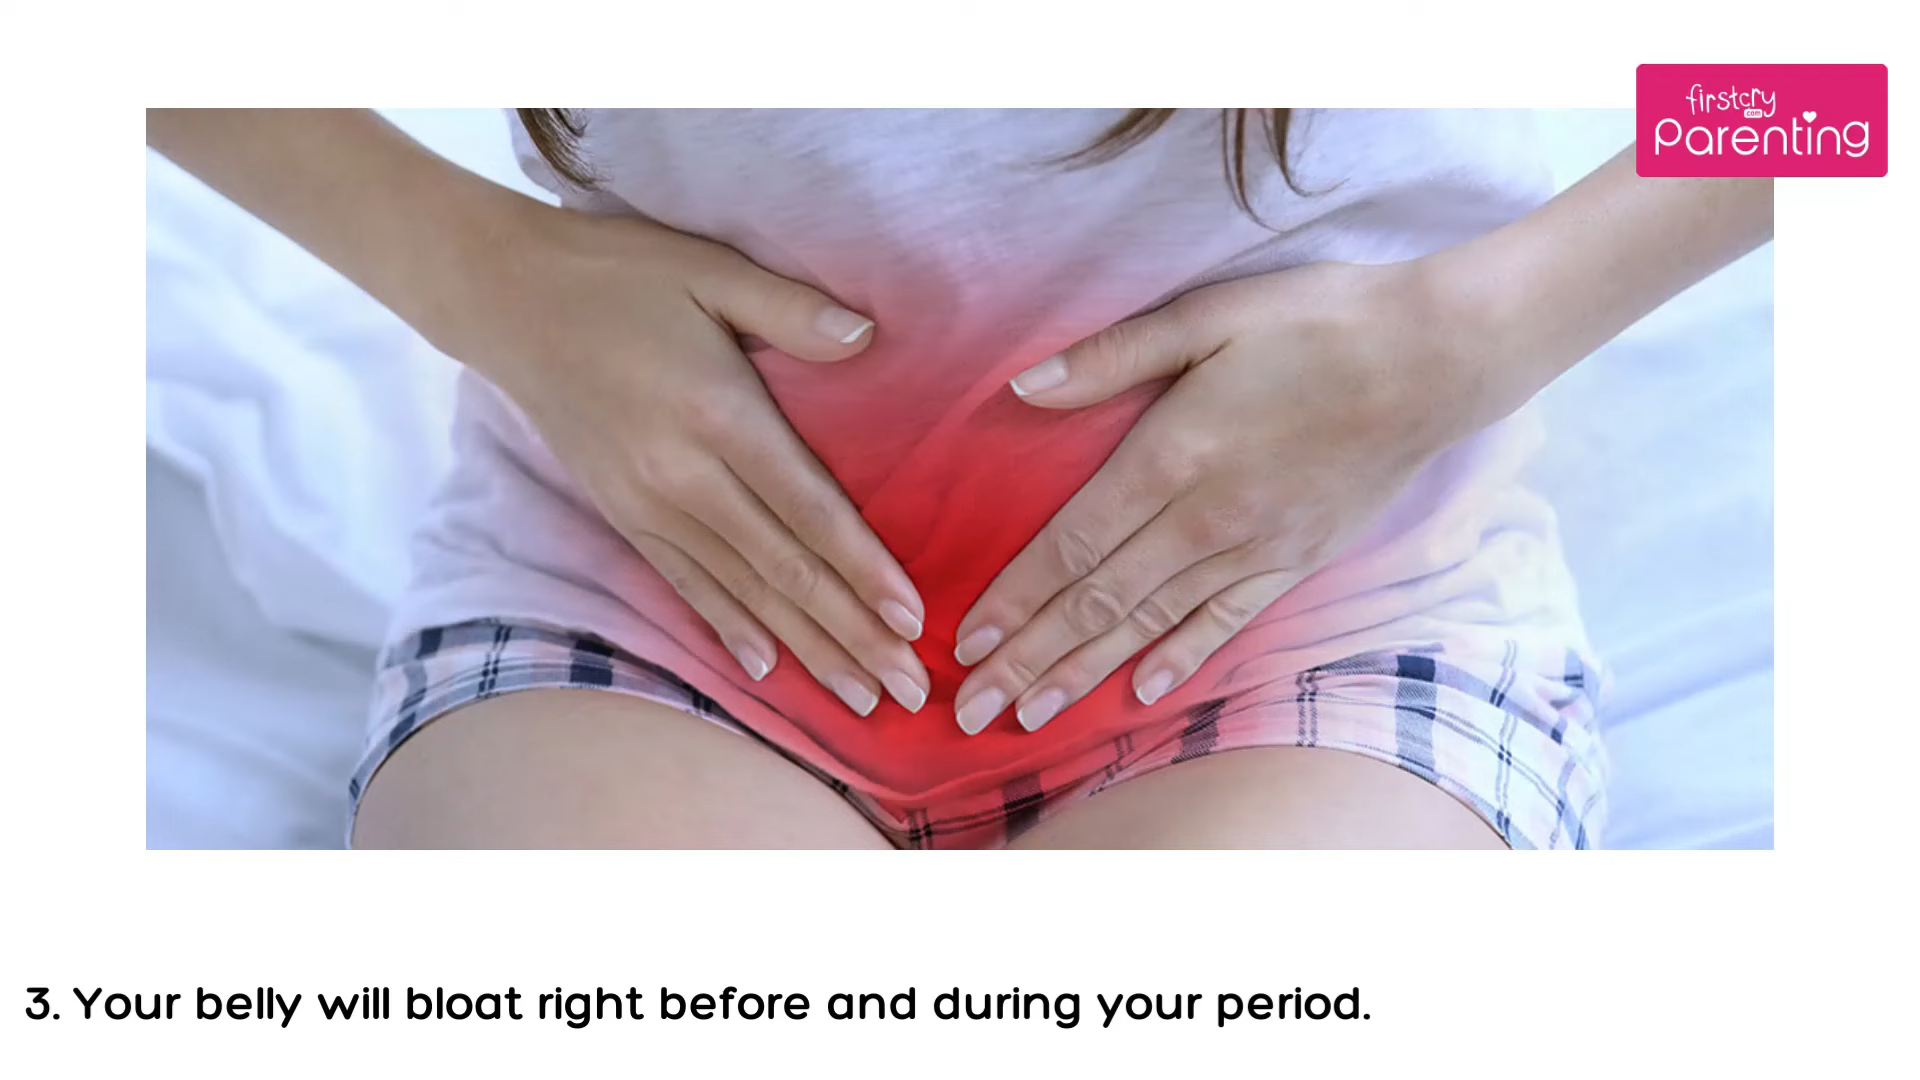 firstcry
.com
Parenting
3. Your belly will bloat right before and during your period.